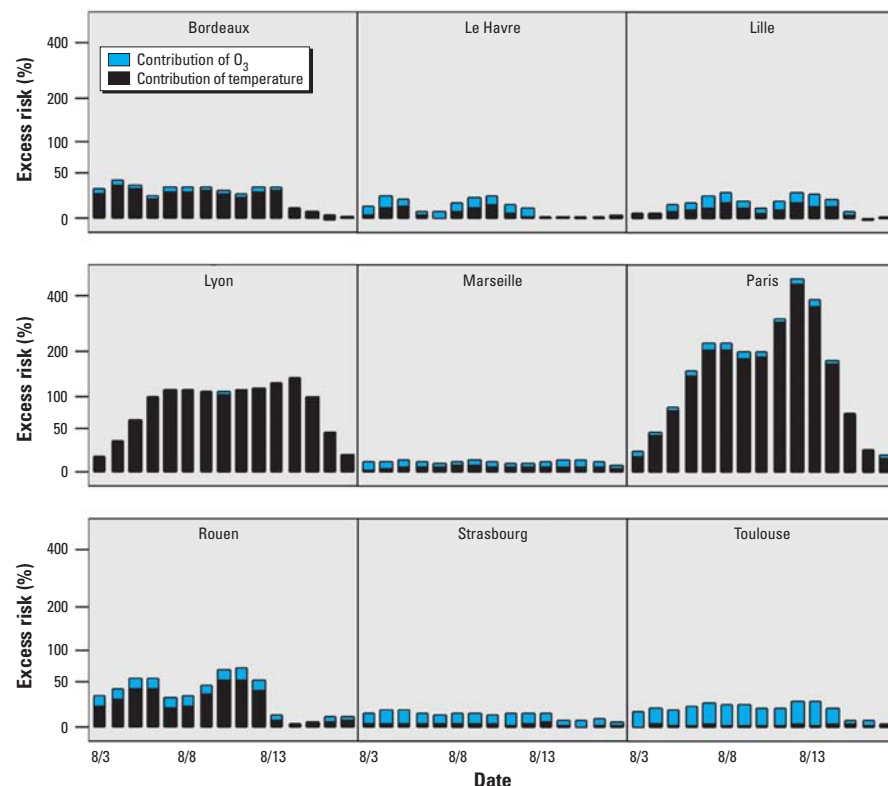 Bordeaux Le Havre Lille
Contribution of O3
Contribution of temperature
Excess risk (%)
400
200
100
50
0
Lyon Marseille Paris
Excess risk (%)
400
200
100
50
0
Rouen Strasbourg Toulouse
Excess risk (%)
400
200
100
50
0
8/3 8/8 8/13 8/3 8/8 8/13 8/3 8/8 8/13
Date